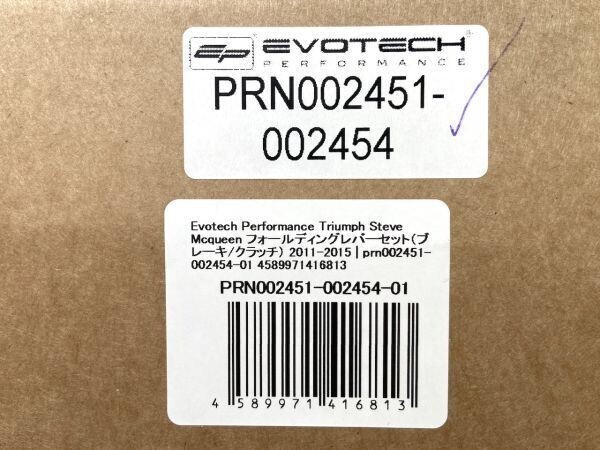 EP EVOTECH
PERFORMANCE
PRN002451-
002454
Evotech Performance Triumph Steve
Mcqueen フォールディングレバーセット(ブ
レーキ/クラッチ) 2011-2015 | prn002451-
002454-01 4589971416813
PRN002451-002454-01
4 589971 416813